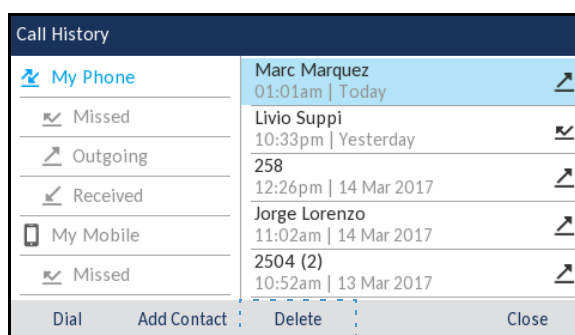 Call History
My Phone
Missed
Outgoing
Received
My Mobile
Missed
Marc Marquez
01:01am | Today
Livio Suppi
10:33pm | Yesterday
258
12:26pm | 14 Mar 2017
Jorge Lorenzo
11:02am | 14 Mar 2017
2504 (2)
10:52am | 13 Mar 2017
Dial Add Contact Delete Close